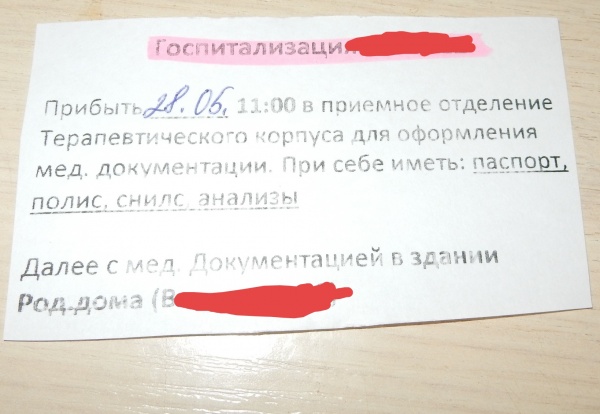 Госпитализаци
Прибыть 28.06. 11:00 в приемное отделение
Терапевтического корпуса для оформления
мед. документации. При себе иметь: паспорт,
полис, снилс, анализы
Далее с мед. Документацией в здании
Род.дома (В